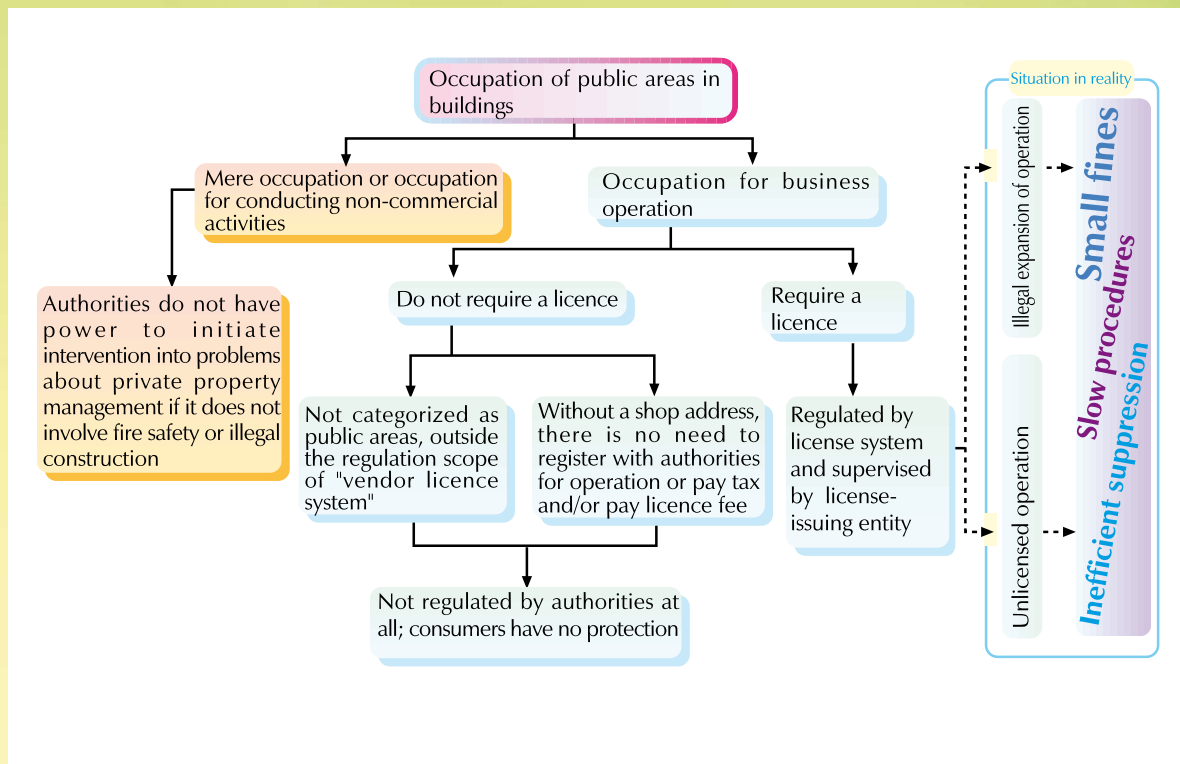 Occupation of public areas in
buildings
Situation in reality
Mere occupation or occupation
for conducting non-commercial
activities
Occupation for business
operation
Authorities do not have
power to initiate
intervention into problems
about private property
management if it does not
involve fire safety or illegal
construction
Do not require a licence
Require a
licence
Not categorized as
public areas, outside
the regulation scope
of "vendor licence
system"
Without a shop address,
there is no need to
register with authorities
for operation or pay tax
and/or pay licence fee
Regulated by
license system
and supervised
by license-
issuing entity
Not regulated by authorities at
all; consumers have no protection
Illegal expansion of operation
Unlicensed operation
Small fines
Slow procedures
Inefficient suppression